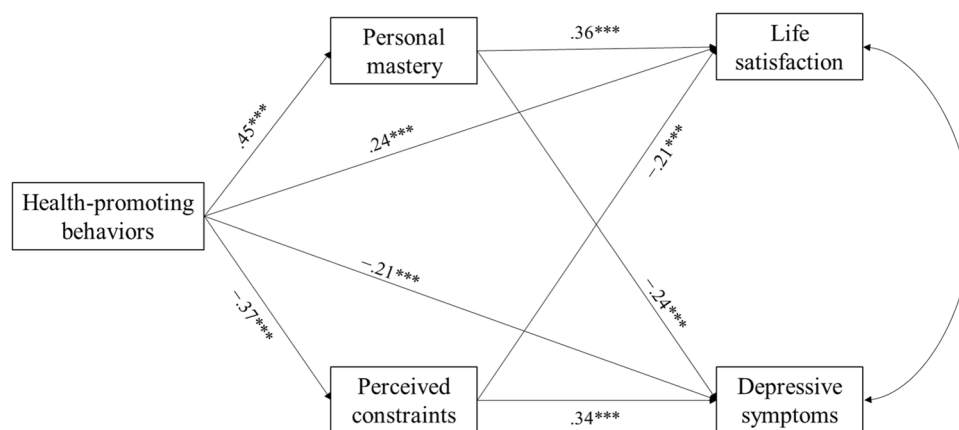 Personal
mastery
.36***
Life
satisfaction
.45***
.24***
−.21***
Health-promoting
behaviors
−.21***
−.24***
−.37***
Perceived
constraints
.34***
Depressive
symptoms